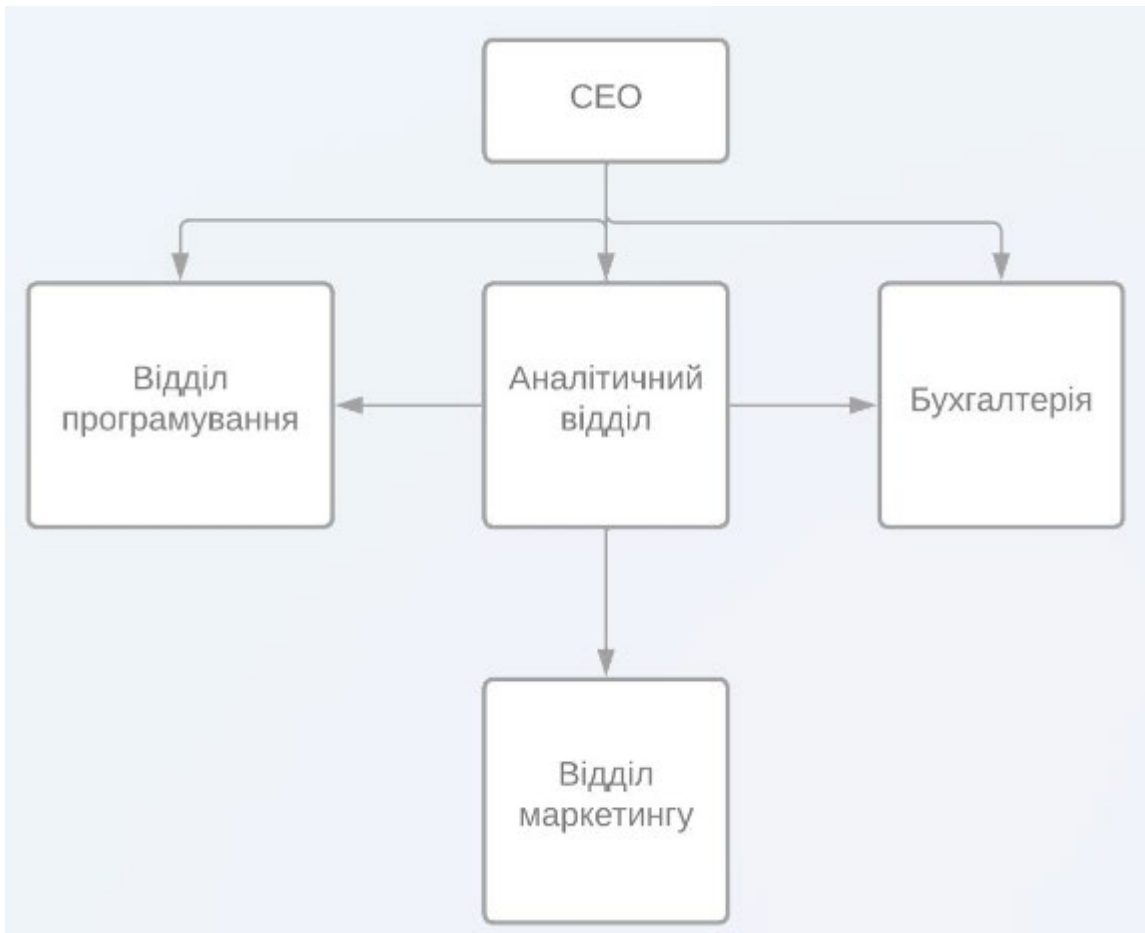 CEO
Відділ
програмування
Аналітичний
відділ
Бухгалтерія
Відділ
маркетингу